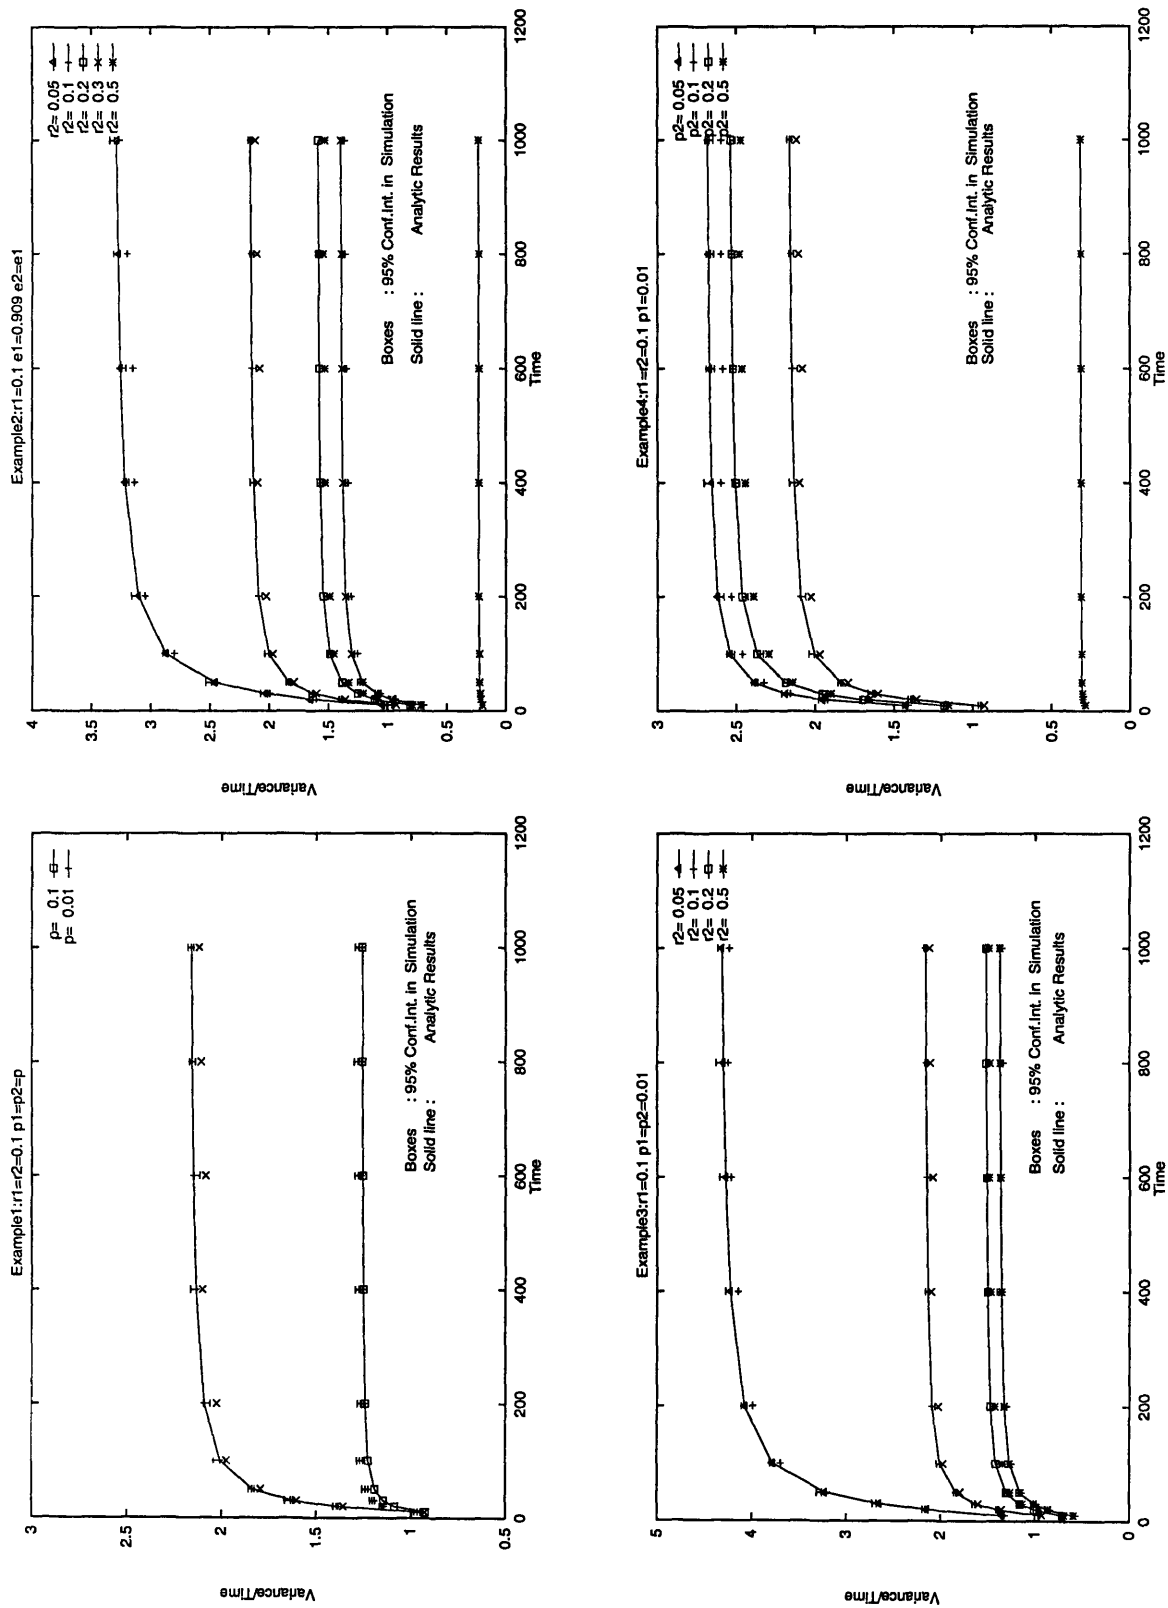 Example1:r1=r2=0.1 p1=p2=p
3
2.5
2
1.5
1
0.5
Variance/Time
0 200 400 600 800 1000 1200
Time
p= 0.1
p= 0.01
Boxes : 95% Conf.Int. in Simulation
Solid line : Analytic Results
Example2:r1=0.1 e1=0.909 e2=e1
4
3.5
3
2.5
2
1.5
1
0.5
0
Variance/Time
0 200 400 600 800 1000 1200
Time
r2= 0.05
r2= 0.1
r2= 0.2
r2= 0.3
r2= 0.5
Boxes : 95% Conf.Int. in Simulation
Solid line : Analytic Results
Example3:r1=0.1 p1=p2=0.01
5
4
3
2
1
0
Variance/Time
0 200 400 600 800 1000 1200
Time
r2= 0.05
r2= 0.1
r2= 0.2
r2= 0.5
Boxes : 95% Conf.Int. in Simulation
Solid line : Analytic Results
Example4:r1=r2=0.1 p1=0.01
3
2.5
2
1.5
1
0.5
0
Variance/Time
0 200 400 600 800 1000 1200
Time
p2= 0.05
p2= 0.1
p2= 0.2
p2= 0.5
Boxes : 95% Conf.Int. in Simulation
Solid line : Analytic Results